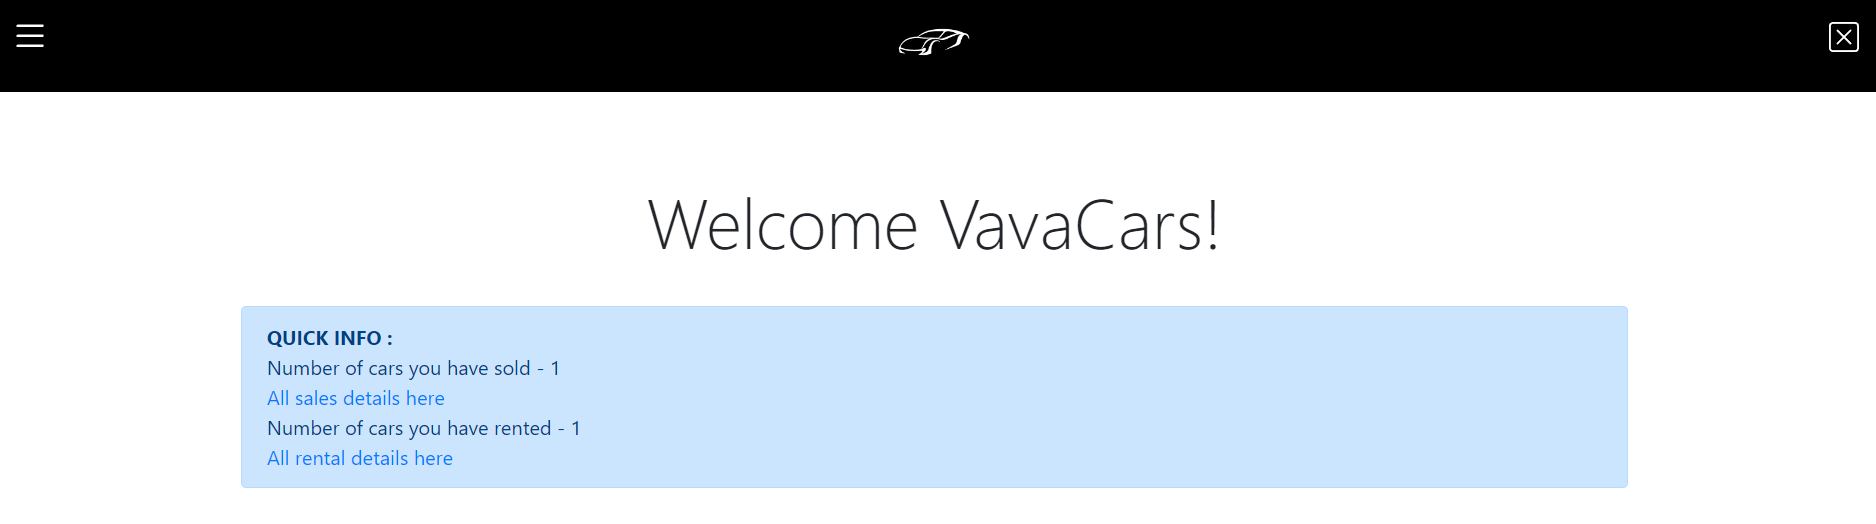 Welcome VavaCars!
QUICK INFO :
Number of cars you have sold - 1
All sales details here
Number of cars you have rented - 1
All rental details here